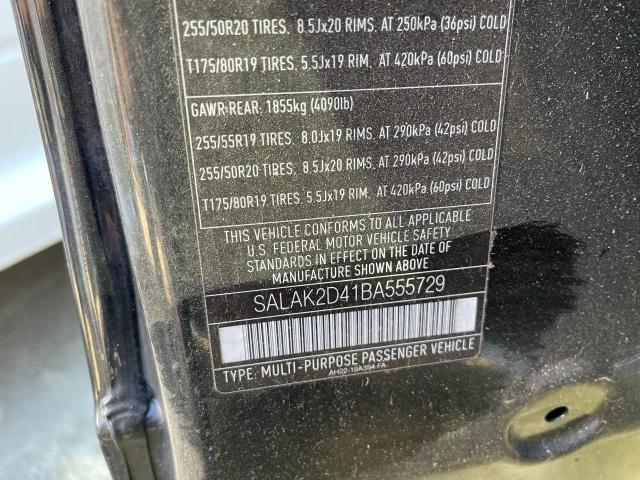 255/50R20 TIRES. 8.5Jx20 RIMS. AT 250kPa (36psi) COLD
T175/80R19 TIRES. 5.5Jx19 RIM. AT 420kPa (60psi) COLD
GAWR REAR: 1855kg (4090lb)
255/55R19 TIRES. 8.0Jx19 RIMS. AT 290kPa (42psi) COLD
255/50R20 TIRES. 8.5Jx20 RIMS. AT 290kPa (42psi) COLD
T175/80R19 TIRES. 5.5Jx19 RIM. AT 420kPa (60psi) COLD
THIS VEHICLE CONFORMS TO ALL APPLICABLE
U.S. FEDERAL MOTOR VEHICLE SAFETY
STANDARDS IN EFFECT ON THE DATE OF
MANUFACTURE SHOWN ABOVE
SALAK2D41BA555729
TYPE: MULTI-PURPOSE PASSENGER VEHICLE
AH22-19A354-FA